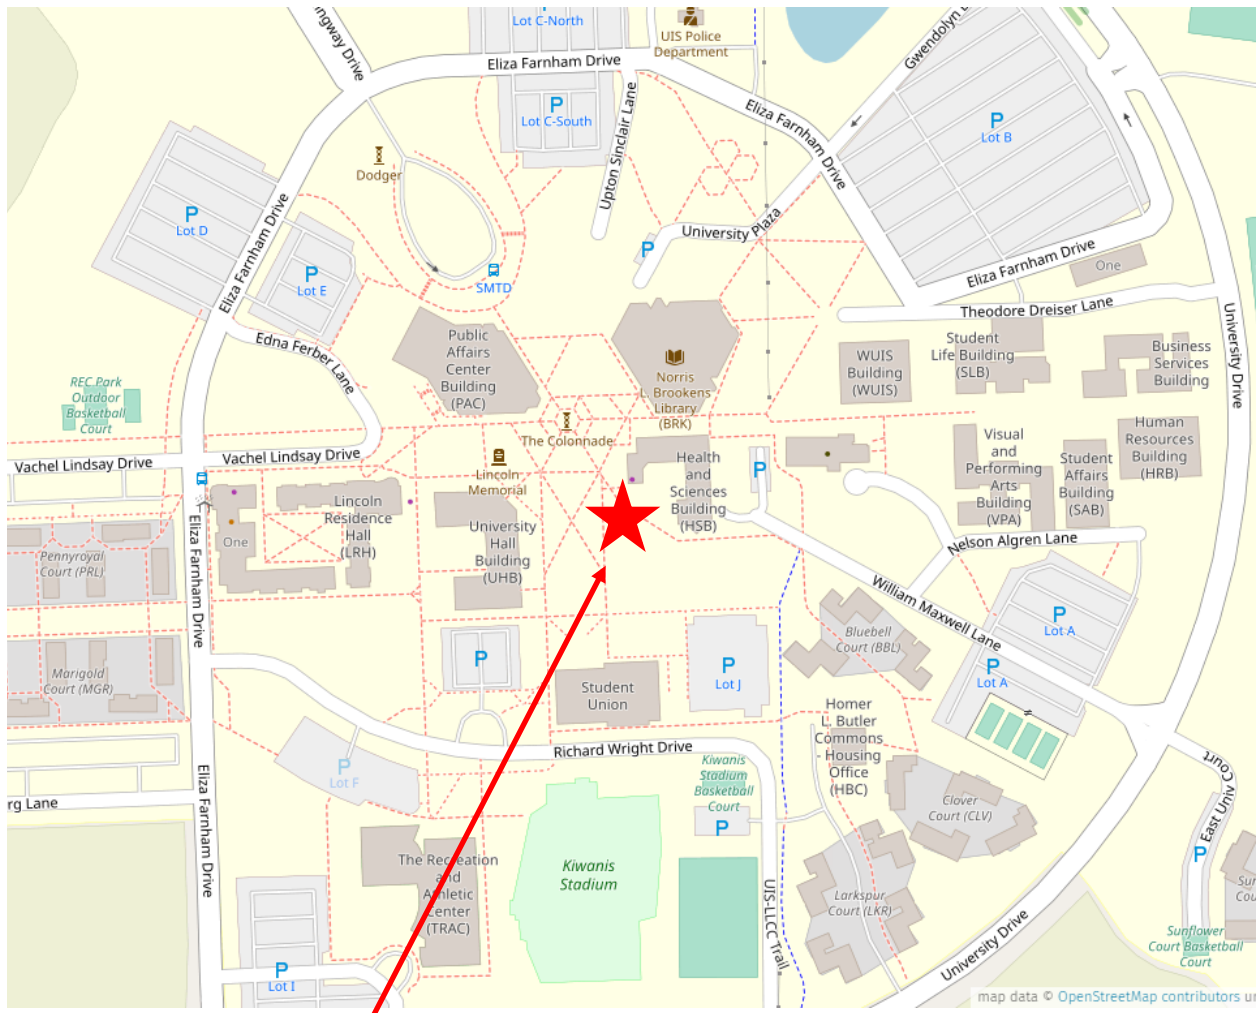 ngway Drive
Lot C-North
UIS Police
Department
Gwendolyn B
Eliza Farnham Drive
Lot C-South
Upton Sinclair Lane
Eliza Farnham Drive
P
Lot B
Dodger
P
Lot D
Eliza Farnham Drive
P
Lot E
SMTD
University Plaza
P
Eliza Farnham Drive
One
Theodore Dreiser Lane
University Drive
Edna Ferber Lane
Public
Affairs
Center
Building
(PAC)
Norris
L. Brookens
Library
(BRK)
WUIS
Building
(WUIS)
Student
Life Building
(SLB)
Business
Services
Building
REC Park
Outdoor
Basketball
Court
The Colonnade
Lincoln
Memorial
Vachel Lindsay Drive
Vachel Lindsay Drive
Health
and
Sciences
Building
(HSB)
P
Visual
and
Performing
Arts
Building
(VPA)
Student
Affairs
Building
(SAB)
Human
Resources
Building
(HRB)
Lincoln
Residence
Hall
(LRH)
One
University
Hall
Building
(UHB)
Nelson Algren Lane
Pennyroyal
Court (PRL)
Eliza Farnham Drive
William Maxwell Lane
P
Lot A
Bluebell
Court (BBL)
P
Lot A
Marigold
Court (MGR)
P
Student
Union
P
Lot J
Homer
L. Butler
Commons
Housing
Office
(HBC)
Richard Wright Drive
P
Lot F
Kiwanis
Stadium
Basketball
Court
P
rg Lane
Eliza Farnham Drive
Clover
Court (CLV)
East Univ Court
P
The Recreation
and
Athletic
Center
(TRAC)
Kiwanis
Stadium
UIS-LLCC Trail
Larkspur
Court (LKR)
University Drive
Sun
Cou
Sunflower
Court Basketball
Court
P
Lot I
map data © OpenStreetMap contributors un
P